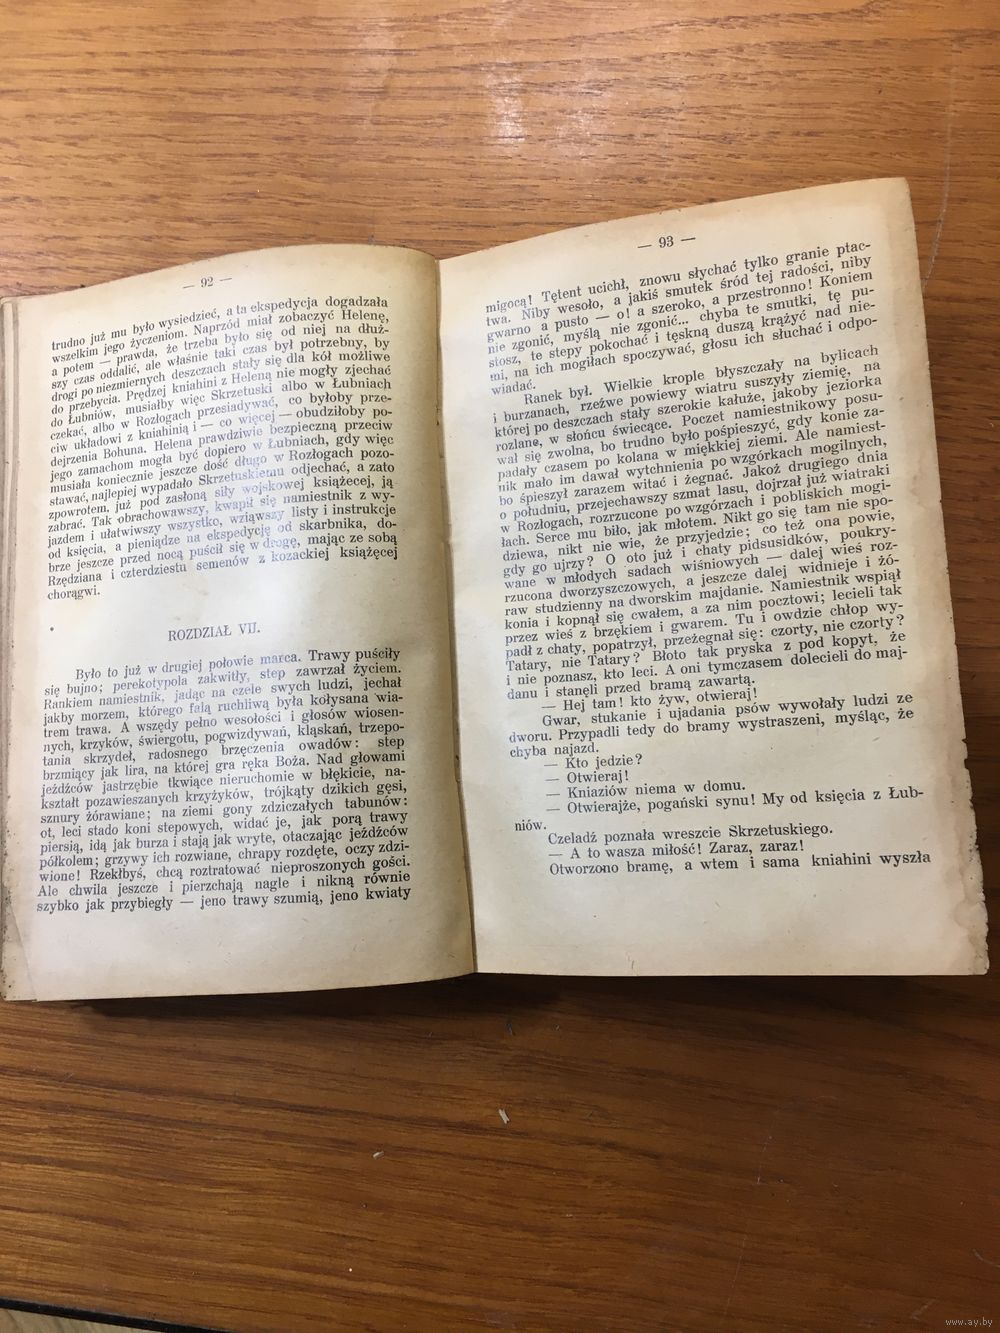 — 92 —
trudno już mu było wysiedzieć, a ta ekspedycja dogadzała
wszelkim jego życzeniom. Naprzód miał zobaczyć Helenę,
a potem — prawda, że trzeba było się od niej na dłuż-
szy czas oddalić, ale właśnie taki czas był potrzebny, by
drogi po niezmiernych deszczach stały się dla kół możliwe
do przebycia. Prędzej kniahini z Heleną nie mogły zjechać
do Łubniów, musiałby więc Skrzetuski albo w Łubniach
czekać, albo w Rozłogach przesiadywać, co byłoby prze-
ciw układowi z kniahinią i — co więcej — obudziłoby po-
dejrzenia Bohuna. Helena prawdziwie bezpieczną przeciw
jego zamachom mogła być dopiero w Łubniach, gdy więc
musiała koniecznie jeszcze dość długo w Rozłogach pozo-
stawać, najlepiej wypadało Skrzetuskiemu odjechać, a zato
zpowrotem, już pod zasłoną siły wojskowej książecej, ją
zabrać. Tak obrachowawszy, kwapił się namiestnik z wy-
jazdem i ułatwiwszy wszystko, wziąwszy listy i instrukcje
od księcia, a pieniądze na ekspedycję od skarbnika, do-
brze jeszcze przed nocą puścił się w drogę, mając ze sobą
Rzędziana i czterdziestu semenów z kozackiej książęcej
chorągwi.
ROZDZIAŁ VII.
Było to już w drugiej połowie marca. Trawy puściły
się bujno; perekotypola zakwitły, step zawrzał życiem.
Rankiem namiestnik, jadąc na czele swych ludzi, jechał
jakby morzem, którego falą ruchliwą była kołysana wia-
trem trawa. A wszędy pełno wesołości i głosów wiosen-
nych, krzyków, świergotu, pogwizdywań, kląskań, trzepo-
tania skrzydeł, radosnego brzęczenia owadów: step
brzmiący jak lira, na której gra ręka Boża. Nad głowami
jeźdźców jastrzębie tkwiące nieruchomie w błękicie, na-
kształt pozawieszanych krzyżyków, trójkąty dzikich gęsi,
sznury żórawiane; na ziemi gony zdziczałych tabunów:
ot, leci stado koni stepowych, widać je, jak porą trawy
piersią, idą jak burza i stają jak wryte, otaczając jeźdźców
półkolem; grzywy ich rozwiane, chrapy rozdęte, oczy zdzi-
wione! Rzekłbyś, chcą roztratować nieproszonych gości.
Ale chwila jeszcze i pierzchają nagle i nikną równie
szybko jak przybiegły — jeno trawy szumią, jeno kwiaty
— 93 —
migocą! Tętent ucichł, znowu słychać tylko granie ptac-
twa. Niby wesoło, a jakiś smutek śród tej radości, niby
gwarno a pusto — o! a szeroko, a przestronno! Koniem
nie zgonić, myślą nie zgonić... chyba te smutki, tę pu-
stosz, te stepy pokochać i tęskną duszą krążyć nad nie-
mi, na ich mogiłach spoczywać, głosu ich słuchać i odpo-
wiadać.
Ranek był. Wielkie krople błyszczały na bylicach
i burzanach, rzeźwe powiewy wiatru suszyły ziemię, na
której po deszczach stały szerokie kałuże, jakoby jeziorka
rozlane, w słońcu świecące. Poczet namiestnikowy posu-
wał się zwolna, bo trudno było pośpieszyć, gdy konie za-
padały czasem po kolana w miękkiej ziemi. Ale namiest-
nik mało im dawał wytchnienia po wzgórkach mogilnych,
bo śpieszył zarazem witać i żegnać. Jakoż drugiego dnia
o południu, przejechawszy szmat lasu, dojrzał już wiatraki
w Rozłogach, rozrzucone po wzgórzach i pobliskich mogi-
łach. Serce mu biło, jak młotem. Nikt go się tam nie spo-
dziewa, nikt nie wie, że przyjedzie; co też ona powie,
gdy go ujrzy? O oto już i chaty pidsusidków, poukry-
wane w młodych sadach wiśniowych — dalej wieś roz-
rzucona dworzyszczowych, a jeszcze dalej widnieje i żó-
raw studzienny na dworskim majdanie. Namiestnik wspiął
konia i kopnął się cwałem, a za nim pocztowi; lecieli tak
przez wieś z brzękiem i gwarem. Tu i owdzie chłop wy-
padł z chaty, popatrzył, przeżegnał się: czorty, nie czorty?
Tatary, nie Tatary? Błoto tak pryska z pod kopyt, że
i nie poznasz, kto leci. A oni tymczasem dolecieli do maj-
danu i stanęli przed bramą zawartą.
— Hej tam! kto żyw, otwieraj!
Gwar, stukanie i ujadania psów wywołały ludzi ze
dworu. Przypadli tedy do bramy wystraszeni, myśląc, że
chyba najazd.
— Kto jedzie?
— Otwieraj!
— Kniaziów niema w domu.
— Otwierajże, pogański synu! My od księcia z Łub-
niów.
Czeladź poznała wreszcie Skrzetuskiego.
— A to wasza miłość! Zaraz, zaraz!
Otworzono bramę, a wtem i sama kniahini wyszła
www.ay.by